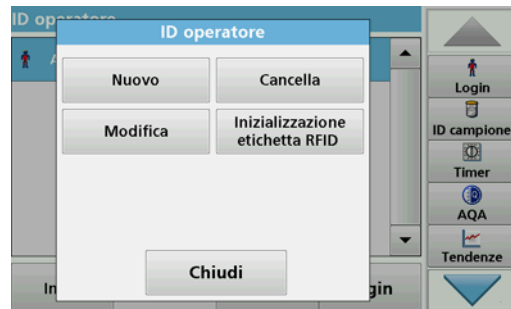 ID operatore
ID operatore
Nuovo
Cancella
Modifica
Inizializzazione
etichetta RFID
Chiudi
Login
ID campione
Timer
AQA
Tendenze